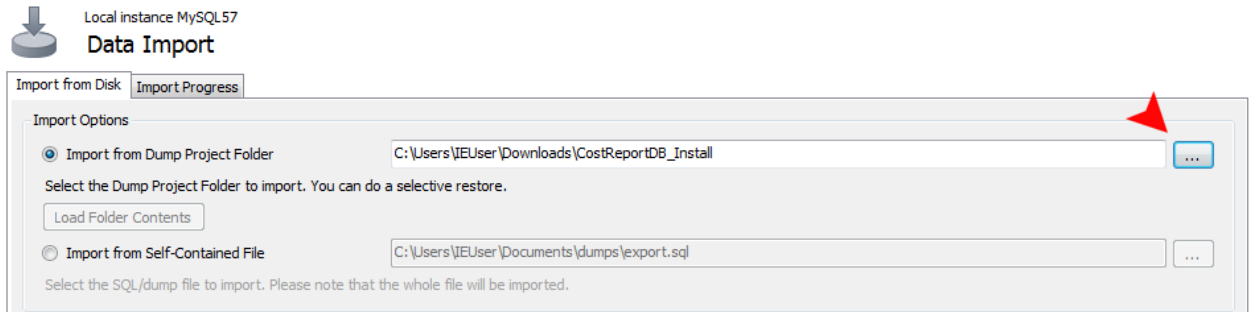 Local instance MySQL57
Data Import
Import from Disk Import Progress
Import Options
Import from Dump Project Folder C:\Users\IEUser\Downloads\CostReportDB_Install ...
Select the Dump Project Folder to import. You can do a selective restore.
Load Folder Contents
Import from Self-Contained File C:\Users\IEUser\Documents\dumps\export.sql ...
Select the SQL/dump file to import. Please note that the whole file will be imported.